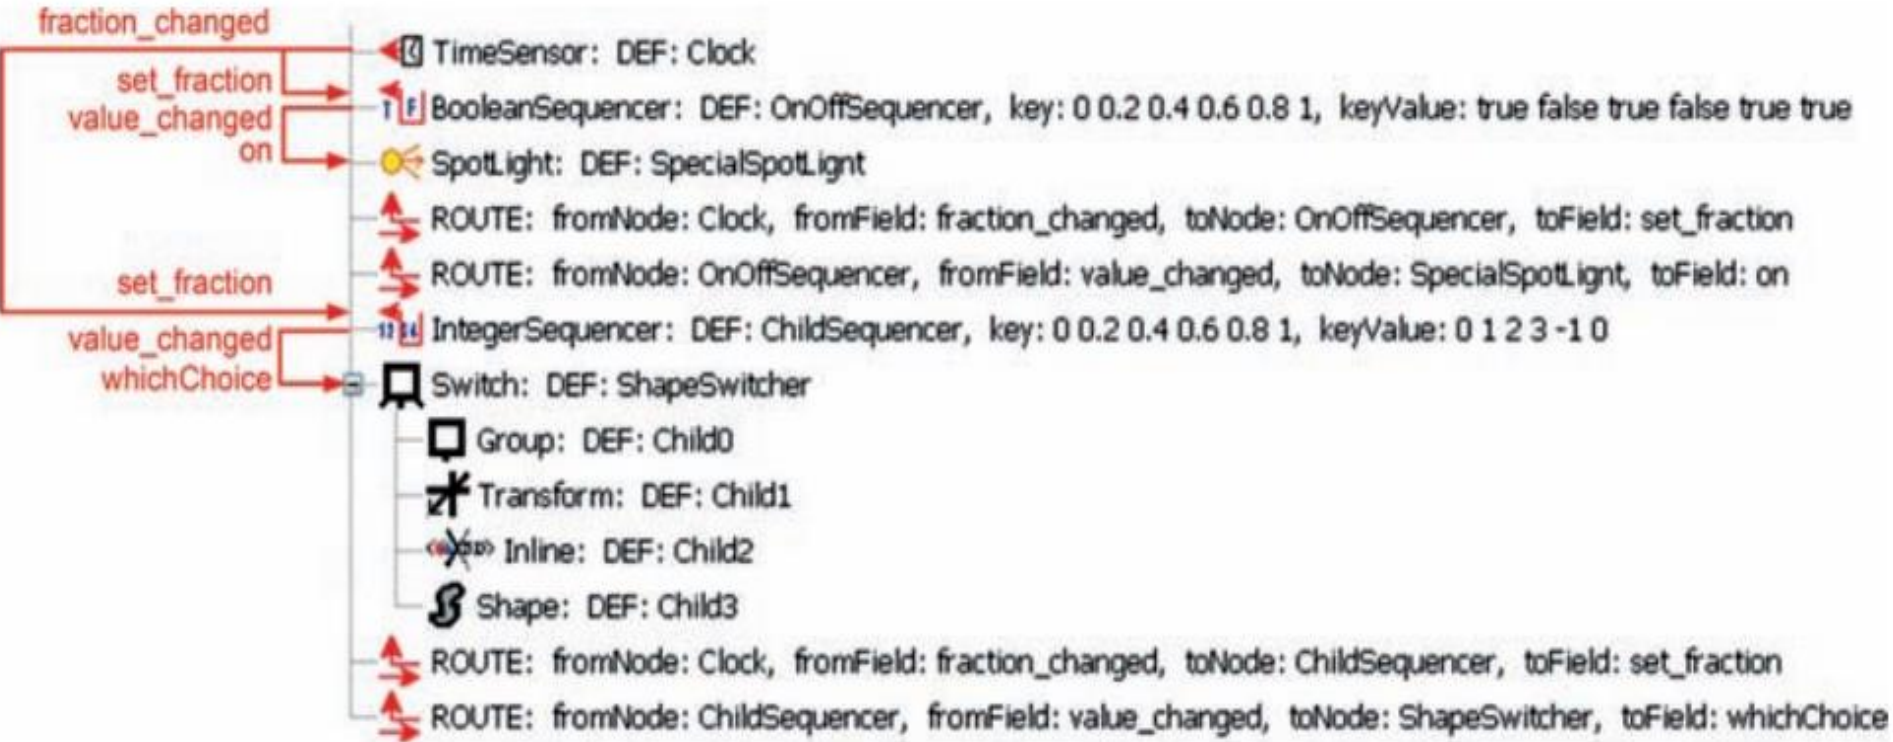 fraction_changed
TimeSensor: DEF: Clock
set_fraction
value_changed
BooleanSequencer: DEF: OnOffSequencer, key: 0 0.2 0.4 0.6 0.8 1, keyValue: true false true false true true
on
SpotLight: DEF: SpecialSpotLignt
ROUTE: fromNode: Clock, fromField: fraction_changed, toNode: OnOffSequencer, toField: set_fraction
ROUTE: fromNode: OnOffSequencer, fromField: value_changed, toNode: SpecialSpotLignt, toField: on
set_fraction
IntegerSequencer: DEF: ChildSequencer, key: 0 0.2 0.4 0.6 0.8 1, keyValue: 0 1 2 3 -1 0
value_changed
whichChoice
Switch: DEF: ShapeSwitcher
Group: DEF: Child0
Transform: DEF: Child1
Inline: DEF: Child2
Shape: DEF: Child3
ROUTE: fromNode: Clock, fromField: fraction_changed, toNode: ChildSequencer, toField: set_fraction
ROUTE: fromNode: ChildSequencer, fromField: value_changed, toNode: ShapeSwitcher, toField: whichChoice